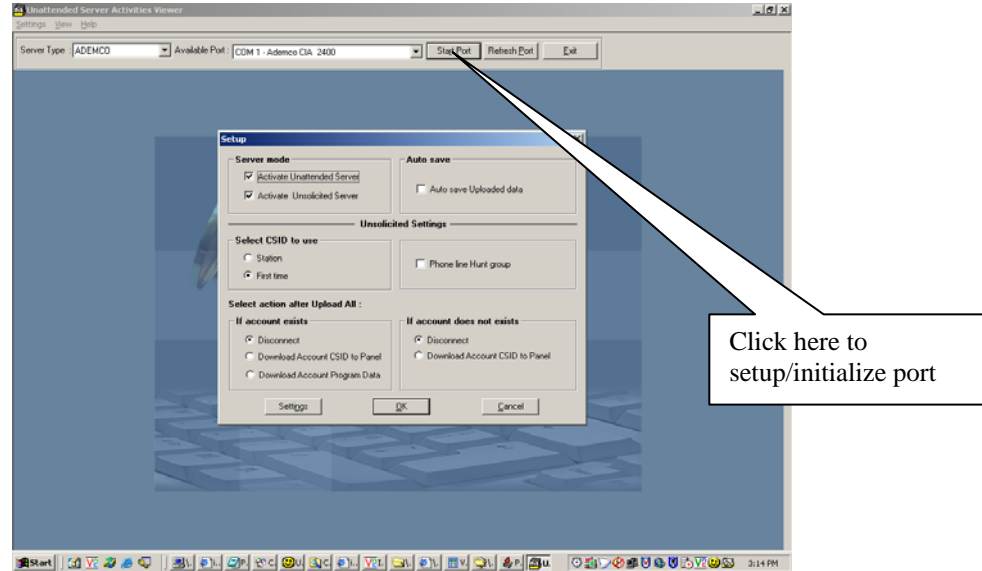 Unattended Server Activities Viewer
Settings View Help
Server Type : ADEMCO Available Port : COM 1 - Ademco CIA 2400 Start Port Refresh Port Exit
Setup
Server mode Auto save
Activate Unattended Server
Auto save Uploaded data
Activate Unsolicited Server
Unsolicited Settings
Select CSID to use
Station
Phone line Hunt group
First time
Select action after Upload All :
If account exists If account does not exists
Disconnect Disconnect
Download Account CSID to Panel Download Account CSID to Panel
Download Account Program Data
Settings OK Cancel
Click here to
setup/initialize port
Start 3:14 PM